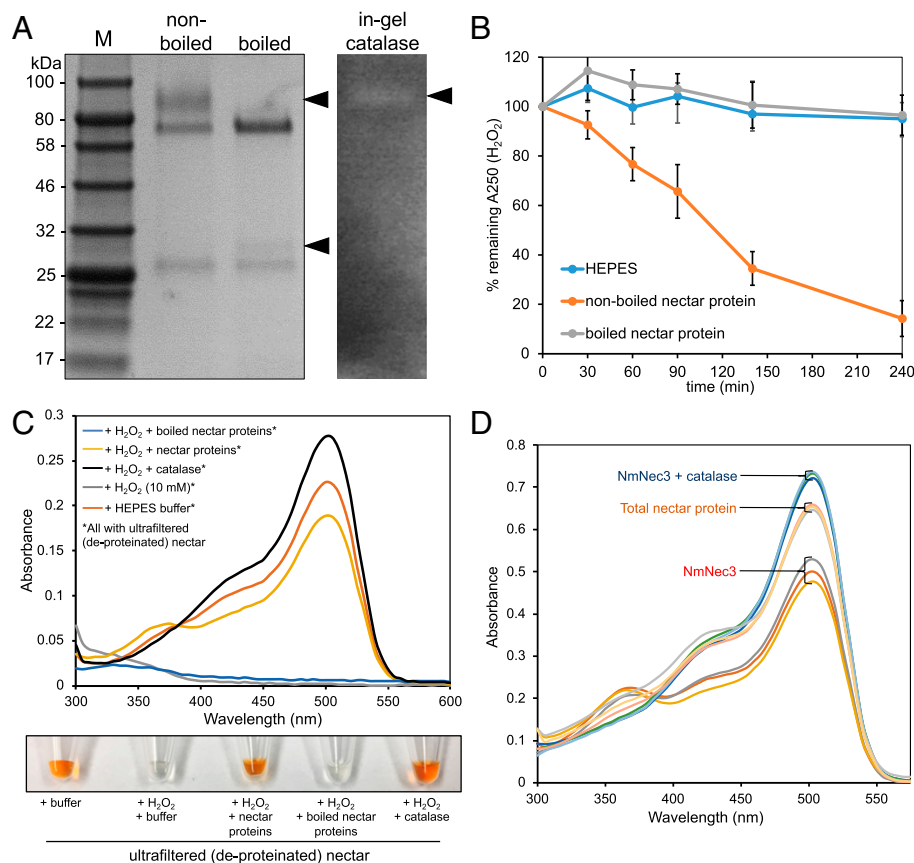 A
M
non-
boiled
boiled
in-gel
catalase
kDa
100
80
58
46
32
25
22
17
B
% remaining A250 (H₂O₂)
120
100
80
60
40
20
0
HEPES
non-boiled nectar protein
boiled nectar protein
0
30
60
90
120
150
180
210
240
time (min)
C
Absorbance
0.3
0.25
0.2
0.15
0.1
0.05
0
+ H₂O₂ + boiled nectar proteins*
+ H₂O₂ + nectar proteins*
+ H₂O₂ + catalase*
+ H₂O₂ (10 mM)*
+ HEPES buffer*
*All with ultrafiltered
(de-proteinated) nectar
300
350
400
450
500
550
600
Wavelength (nm)
+ buffer
+ H₂O₂
+ buffer
+ H₂O₂
+ nectar
proteins
+ H₂O₂
+ boiled nectar
proteins
+ H₂O₂
+ catalase
ultrafiltered (de-proteinated) nectar
D
Absorbance
0.8
0.7
0.6
0.5
0.4
0.3
0.2
0.1
0
NmNec3 + catalase
Total nectar protein
NmNec3
300
350
400
450
500
550
Wavelength (nm)